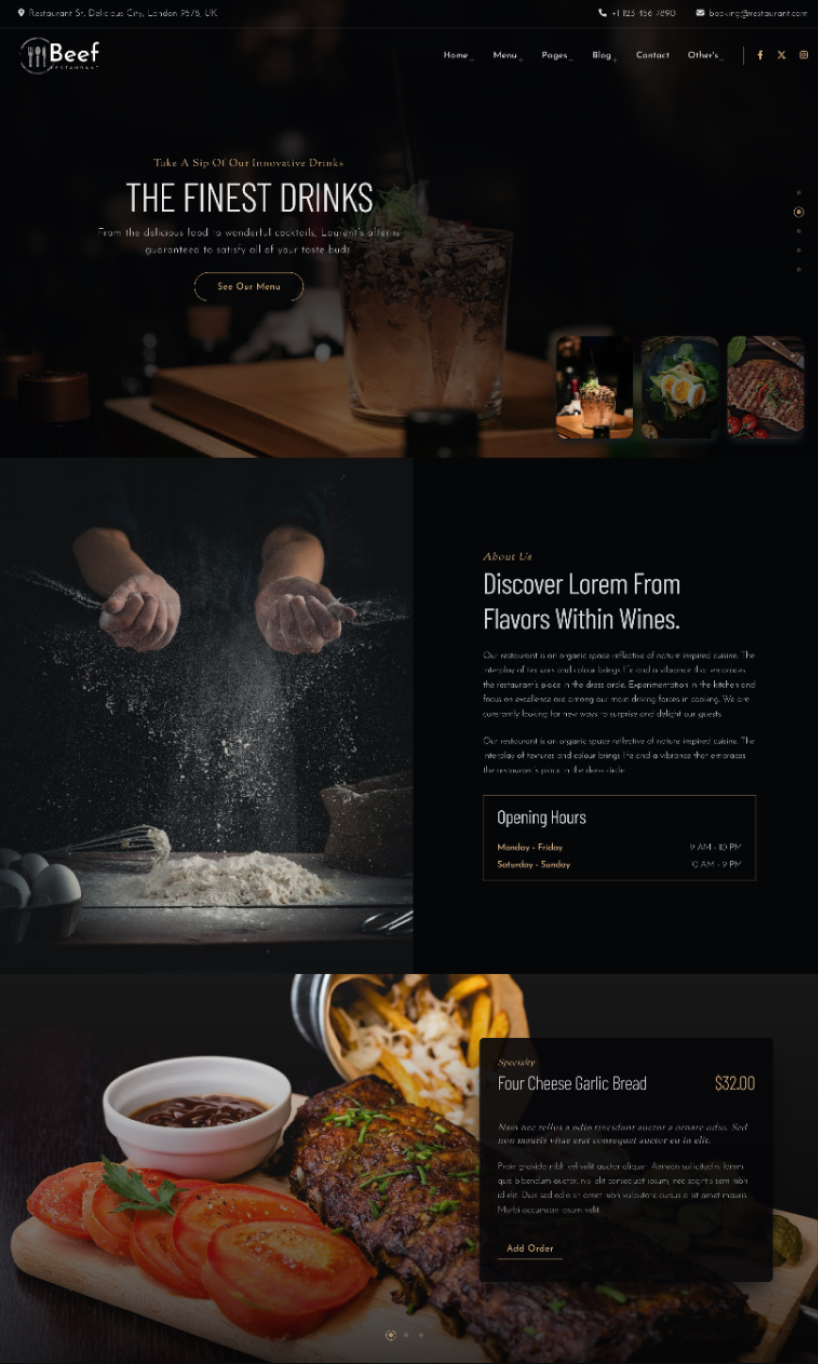 Restaurant St, Delicious City, London 9578, UK
+1 123 456 7890
booking@restaurant.com
Beef
RESTAURANT
Home
Menu
Pages
Blog
Contact
Other's
Take A Sip Of Our Innovative Drinks
THE FINEST DRINKS
From the delicious food to wonderful cocktails, Laurent's offer is
guaranteed to satisfy all of your taste buds
See Our Menu
About Us
Discover Lorem From
Flavors Within Wines.
Our restaurant is an organic space reflective of nature inspired cuisine. The
interplay of textures and colour brings life and a vibrance that embraces
the restaurant's place in the dress circle. Experimentation in the kitchen and
focus on excellence are among our main driving forces in cooking. We are
constantly looking for new ways to surprise and delight our guests.
Our restaurant is an organic space reflective of nature inspired cuisine. The
interplay of textures and colour brings life and a vibrance that embraces
the restaurant's place in the dress circle.
Opening Hours
Monday - Friday
9 AM - 10 PM
Saturday - Sunday
10 AM - 9 PM
Specialty
Four Cheese Garlic Bread
$32.00
Nam nec tellus a odio tincidunt auctor a ornare odio. Sed
non mauris vitae erat consequat auctor eu in elit.
Proin gravida nibh vel velit auctor aliquet. Aenean sollicitudin, lorem
quis bibendum auctor, nisi elit consequat ipsum, nec sagittis sem nibh
id elit. Duis sed odio sit amet nibh vulputate cursus a sit amet mauris.
Morbi accumsan ipsum velit.
Add Order